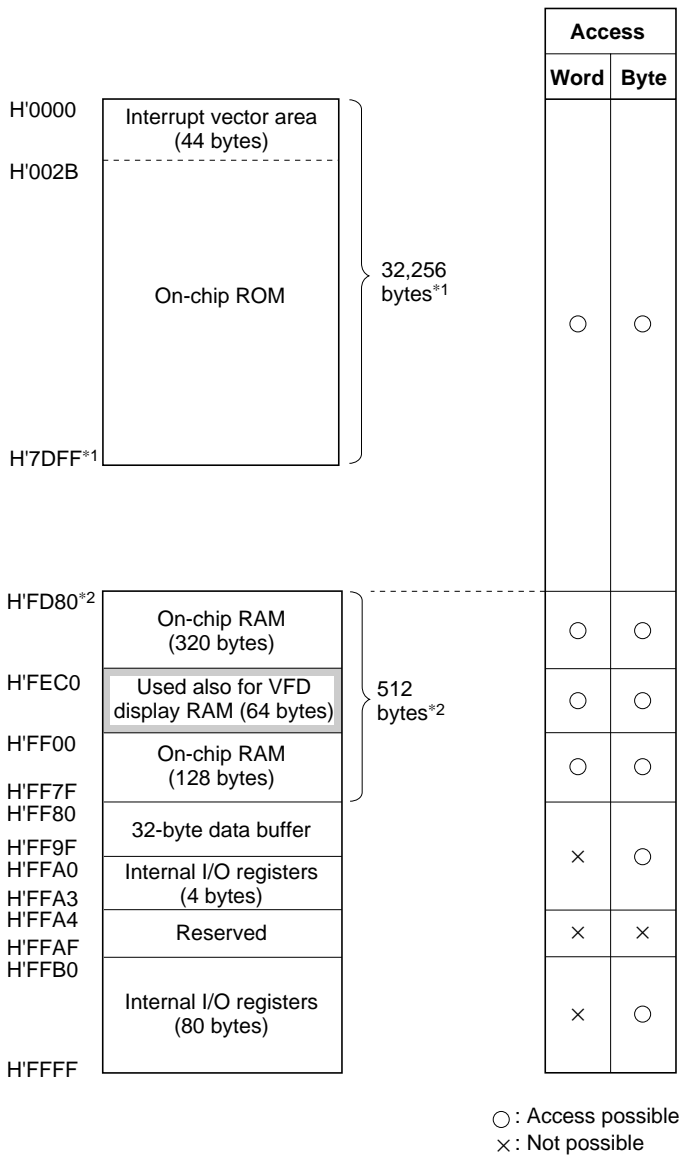 Access
Word Byte
H'0000
Interrupt vector area
(44 bytes)
H'002B
On-chip ROM
32,256
bytes*1
○ ○
H'7DFF*1
H'FD80*2
On-chip RAM
(320 bytes)
○ ○
H'FEC0
Used also for VFD
display RAM (64 bytes)
512
bytes*2
○ ○
H'FF00
On-chip RAM
(128 bytes)
○ ○
H'FF7F
H'FF80
32-byte data buffer
H'FF9F
× ○
H'FFA0
Internal I/O registers
(4 bytes)
H'FFA3
H'FFA4
Reserved
× ×
H'FFAF
H'FFB0
Internal I/O registers
(80 bytes)
× ○
H'FFFF
○ : Access possible
× : Not possible